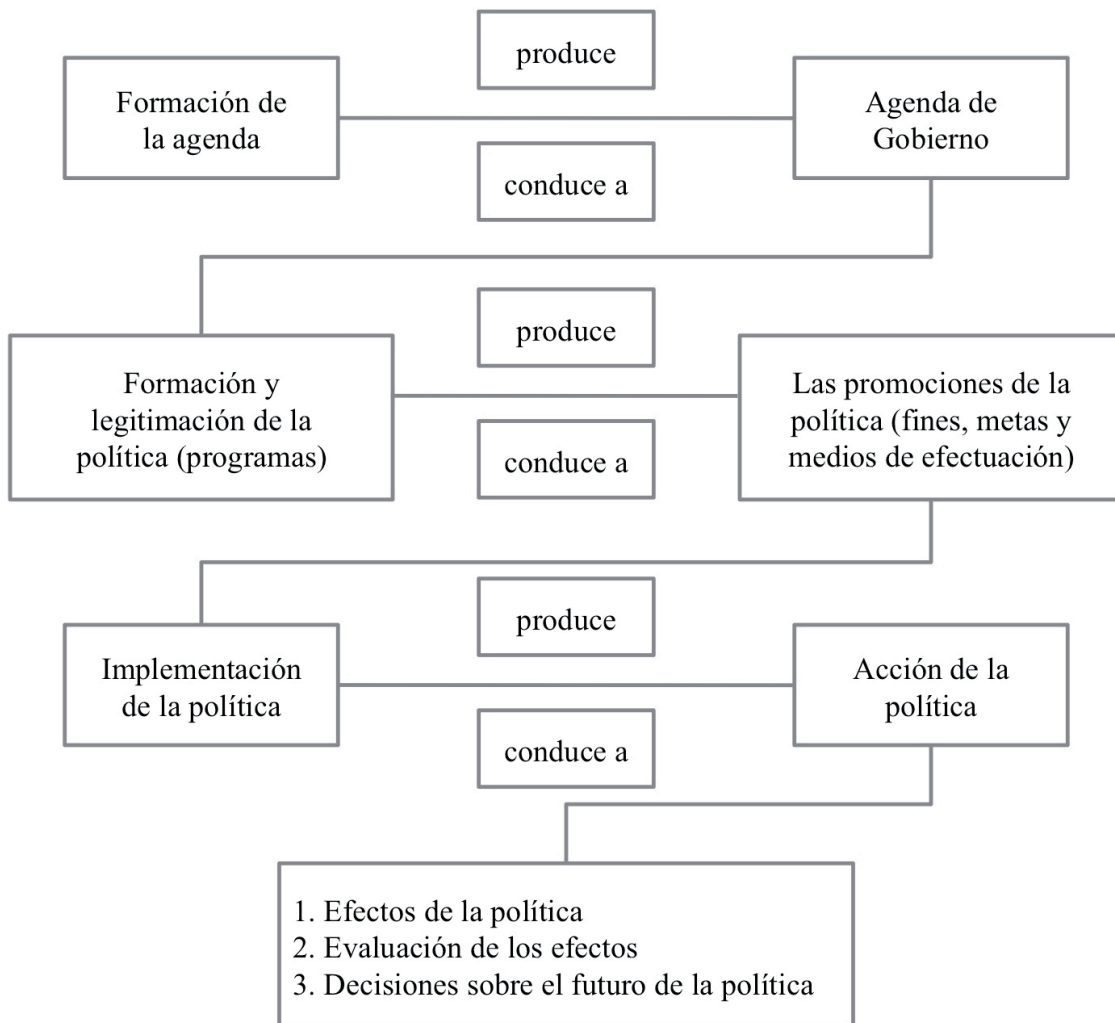 produce
Formación de
la agenda
Agenda de
Gobierno
conduce a
produce
Formación y
legitimación de la
política (programas)
Las promociones de la
política (fines, metas y
medios de efectuación)
conduce a
produce
Implementación
de la política
Acción de la
política
conduce a
1. Efectos de la política
2. Evaluación de los efectos
3. Decisiones sobre el futuro de la política